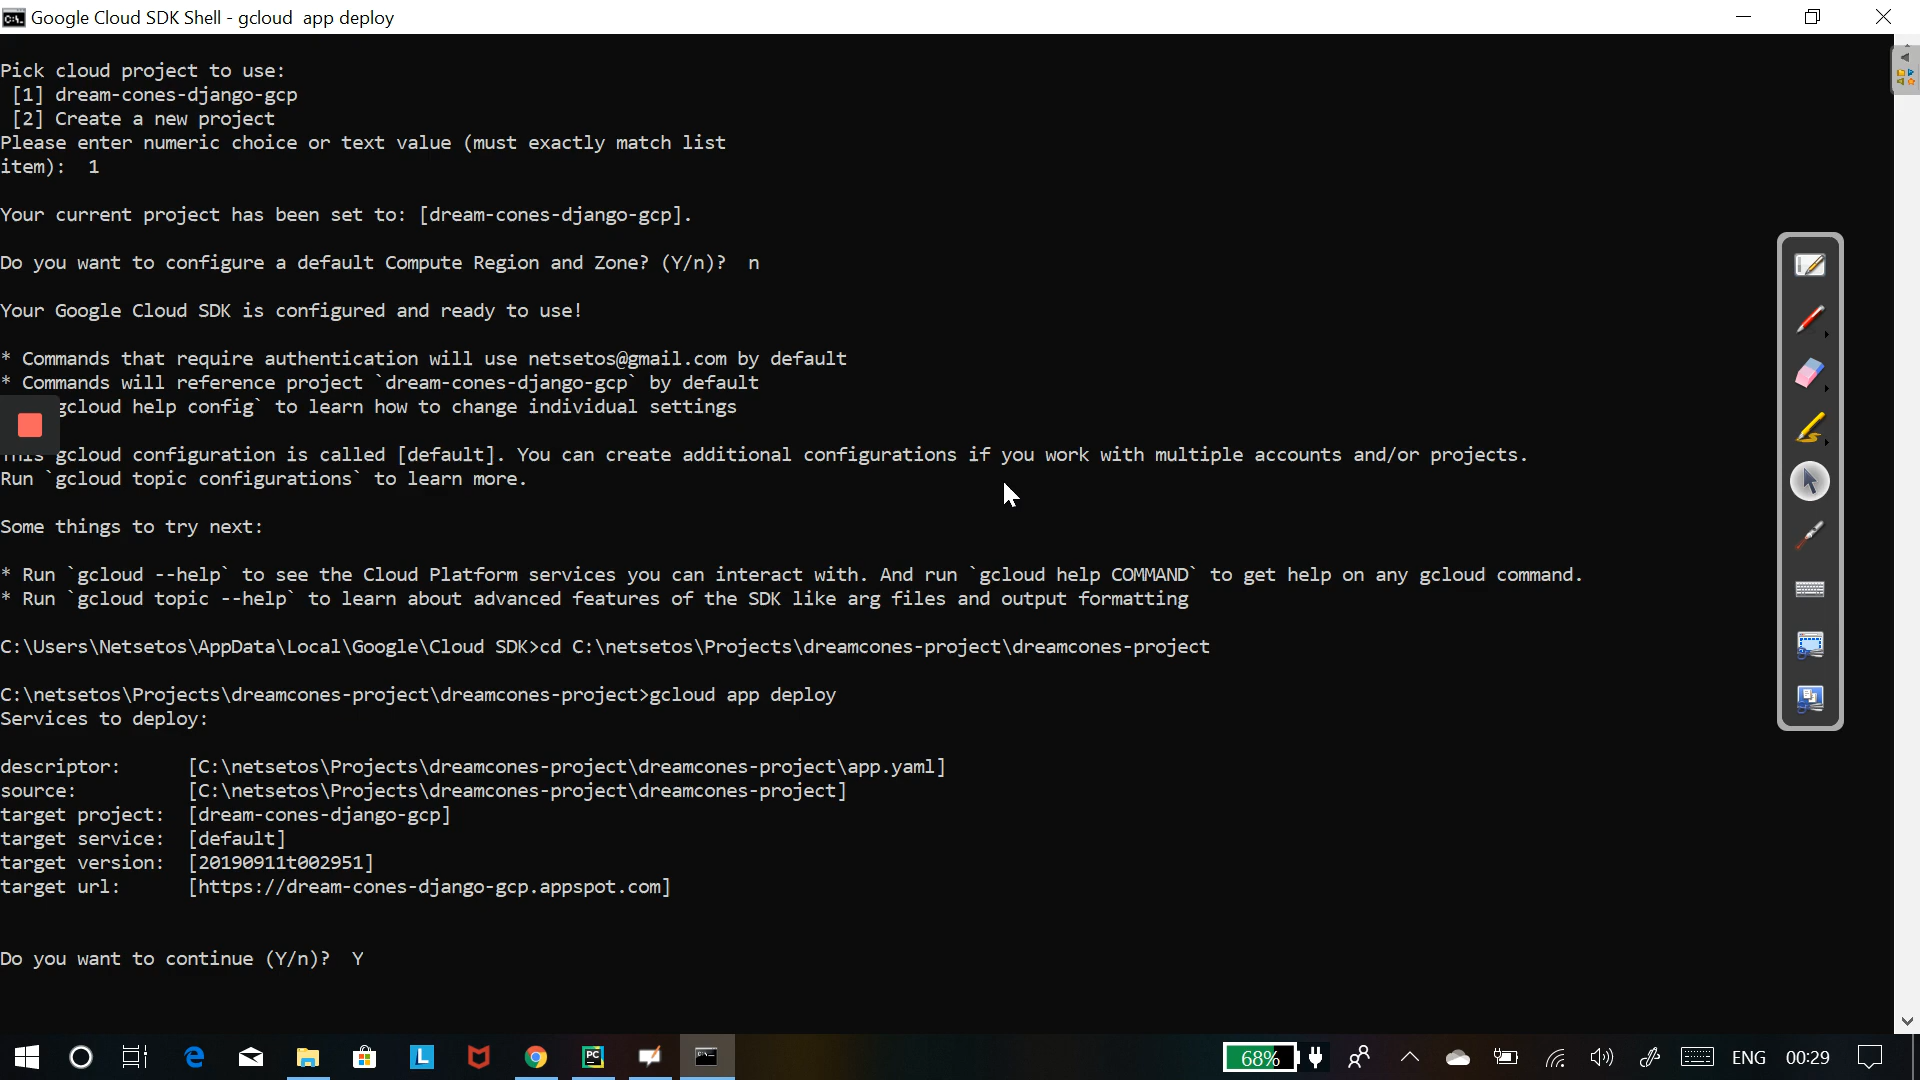 Google Cloud SDK Shell - gcloud  app deploy
Pick cloud project to use:
 [1] dream-cones-django-gcp
 [2] Create a new project
Please enter numeric choice or text value (must exactly match list
item):  1
Your current project has been set to: [dream-cones-django-gcp].
Do you want to configure a default Compute Region and Zone? (Y/n)?  n
Your Google Cloud SDK is configured and ready to use!
* Commands that require authentication will use netsetos@gmail.com by default
* Commands will reference project `dream-cones-django-gcp` by default
gcloud help config` to learn how to change individual settings
This gcloud configuration is called [default]. You can create additional configurations if you work with multiple accounts and/or projects.
Run `gcloud topic configurations` to learn more.
Some things to try next:
* Run `gcloud --help` to see the Cloud Platform services you can interact with. And run `gcloud help COMMAND` to get help on any gcloud command.
* Run `gcloud topic --help` to learn about advanced features of the SDK like arg files and output formatting
C:\Users\Netsetos\AppData\Local\Google\Cloud SDK>cd C:\netsetos\Projects\dreamcones-project\dreamcones-project
C:\netsetos\Projects\dreamcones-project\dreamcones-project>gcloud app deploy
Services to deploy:
descriptor:      [C:\netsetos\Projects\dreamcones-project\dreamcones-project\app.yaml]
source:          [C:\netsetos\Projects\dreamcones-project\dreamcones-project]
target project:  [dream-cones-django-gcp]
target service:  [default]
target version:  [20190911t002951]
target url:      [https://dream-cones-django-gcp.appspot.com]
Do you want to continue (Y/n)?  Y
68% ENG 00:29